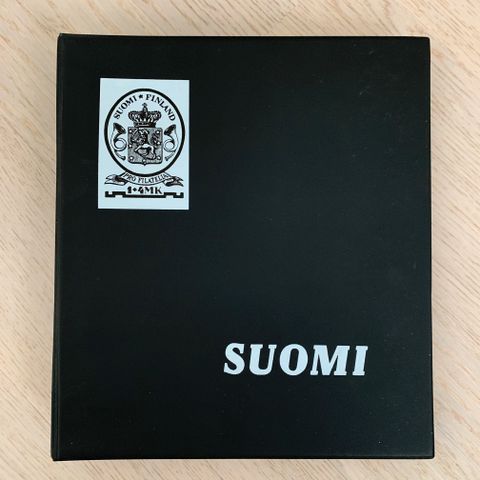 SUOMI ★ FINLAND
PRO FILATELIA
1+4MK
SUOMI